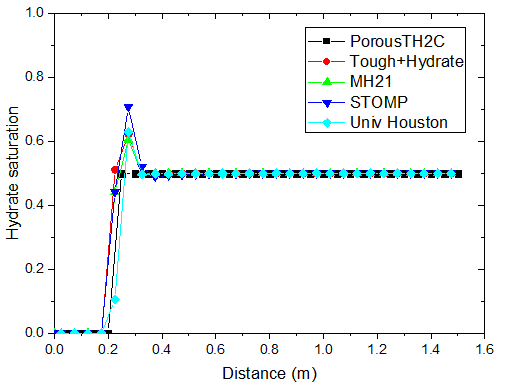 1.0
0.8
0.6
0.4
0.2
0.0
Hydrate saturation
PorousTH2C
Tough+Hydrate
MH21
STOMP
Univ Houston
0.0 0.2 0.4 0.6 0.8 1.0 1.2 1.4 1.6
Distance (m)